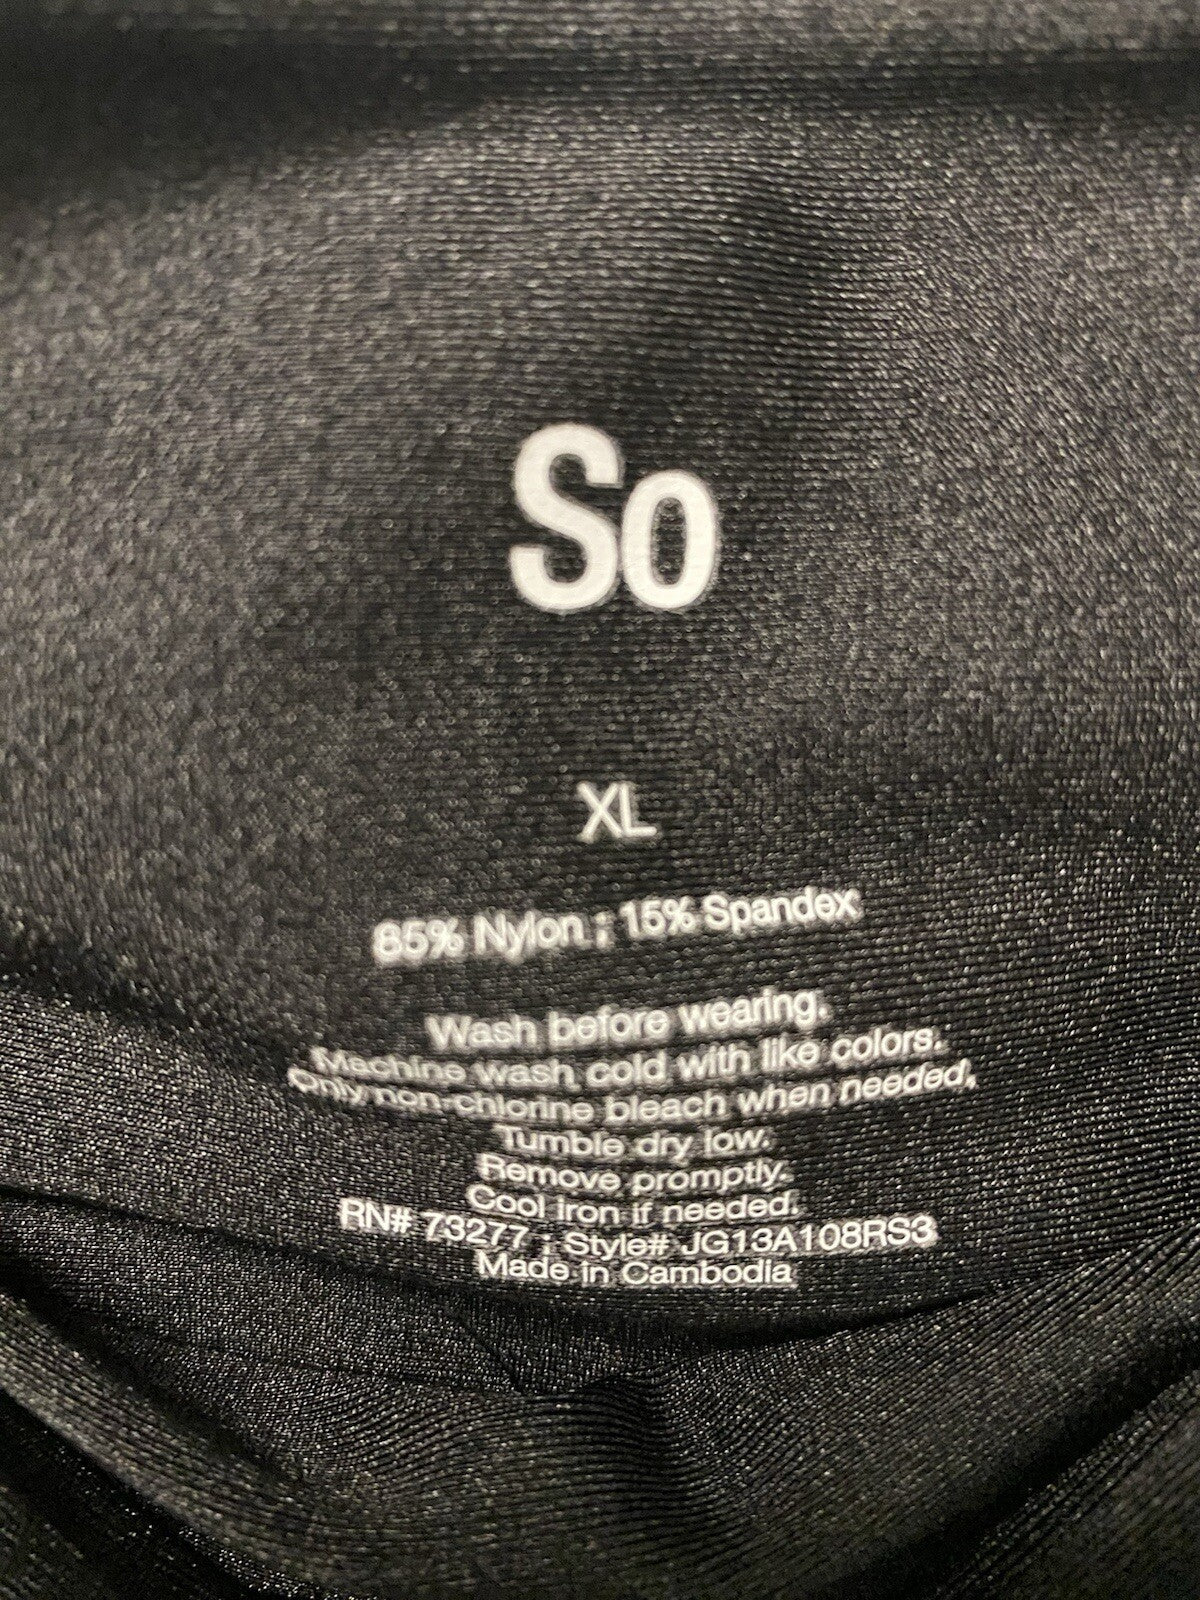 So
XL
85% Nylon ; 15% Spandex
Wash before wearing.
Machine wash cold with like colors.
Only non-chlorine bleach when needed.
Tumble dry low.
Remove promptly.
Cool iron if needed.
RN# 73277 ; Style# JG13A108RS3
Made in Cambodia